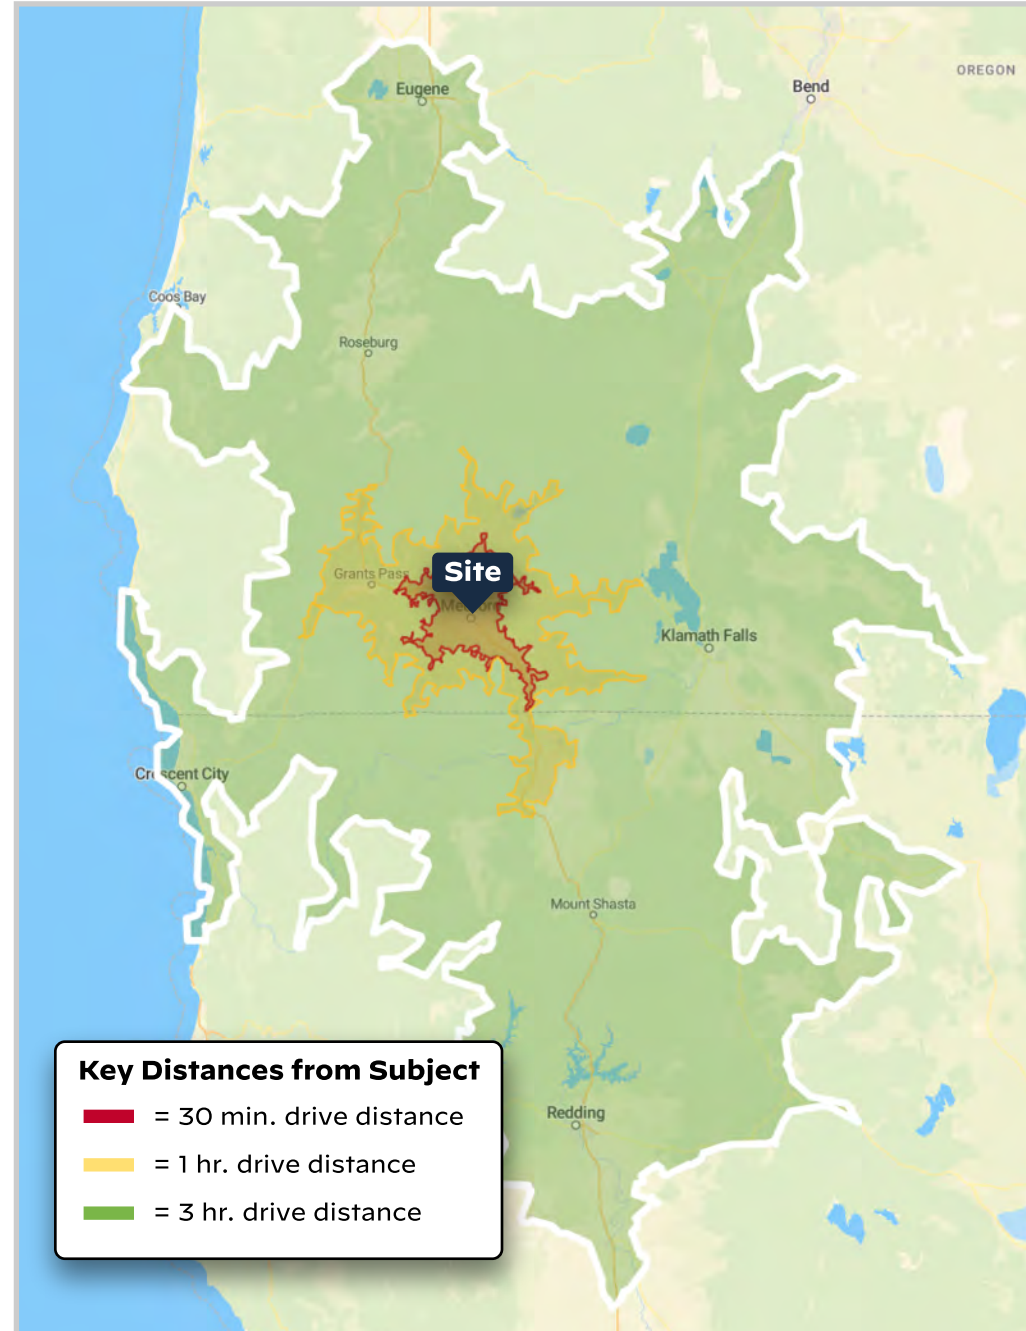 OREGON
Bend
Eugene
Coos Bay
Roseburg
Grants Pass
Site
Medford
Klamath Falls
Crescent City
Mount Shasta
Redding
Key Distances from Subject
= 30 min. drive distance
= 1 hr. drive distance
= 3 hr. drive distance